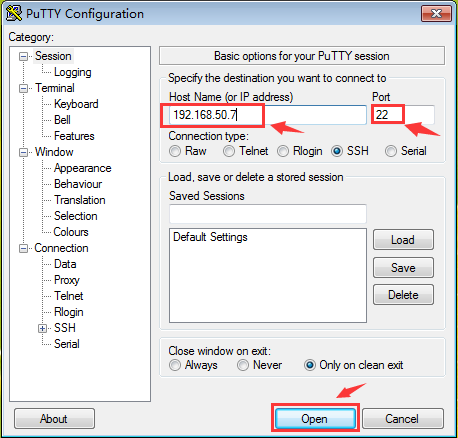 PuTTY Configuration
Category:
Session
Logging
Terminal
Keyboard
Bell
Features
Window
Appearance
Behaviour
Translation
Selection
Colours
Connection
Data
Proxy
Telnet
Rlogin
SSH
Serial
Basic options for your PuTTY session
Specify the destination you want to connect to
Host Name (or IP address) Port
192.168.50.7 22
Connection type:
Raw Telnet Rlogin SSH Serial
Load, save or delete a stored session
Saved Sessions
Default Settings
Load
Save
Delete
Close window on exit:
Always Never Only on clean exit
About Open Cancel